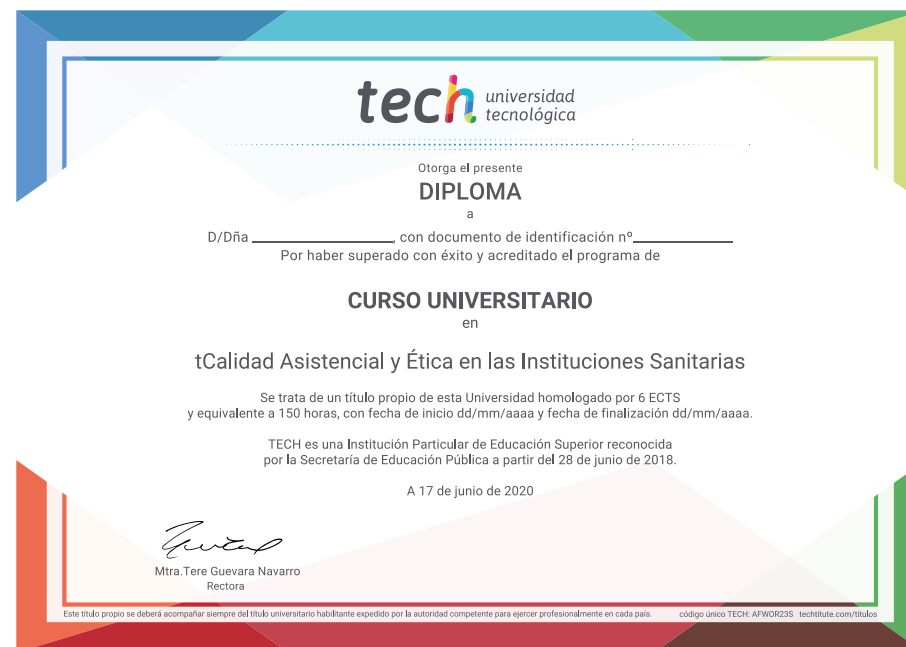 tech universidad
tecnológica
Otorga el presente
DIPLOMA
a
D/Dña ____________________, con documento de identificación nº______________
Por haber superado con éxito y acreditado el programa de
CURSO UNIVERSITARIO
en
tCalidad Asistencial y Ética en las Instituciones Sanitarias
Se trata de un título propio de esta Universidad homologado por 6 ECTS
y equivalente a 150 horas, con fecha de inicio dd/mm/aaaa y fecha de finalización dd/mm/aaaa.
TECH es una Institución Particular de Educación Superior reconocida
por la Secretaría de Educación Pública a partir del 28 de junio de 2018.
A 17 de junio de 2020
Mtra.Tere Guevara Navarro
Rectora
Este título propio se deberá acompañar siempre del título universitario habilitante expedido por la autoridad competente para ejercer profesionalmente en cada país. código único TECH: AFWOR23S techtitute.com/títulos